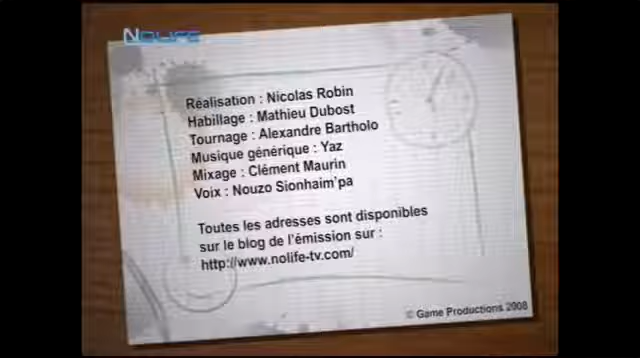 NOLIFE
Réalisation : Nicolas Robin
Habillage : Mathieu Dubost
Tournage : Alexandre Bartholo
Musique générique : Yaz
Mixage : Clément Maurin
Voix : Nouzo Sionhaim'pa
Toutes les adresses sont disponibles
sur le blog de l'émission sur :
http://www.nolife-tv.com/
© Game Productions 2008